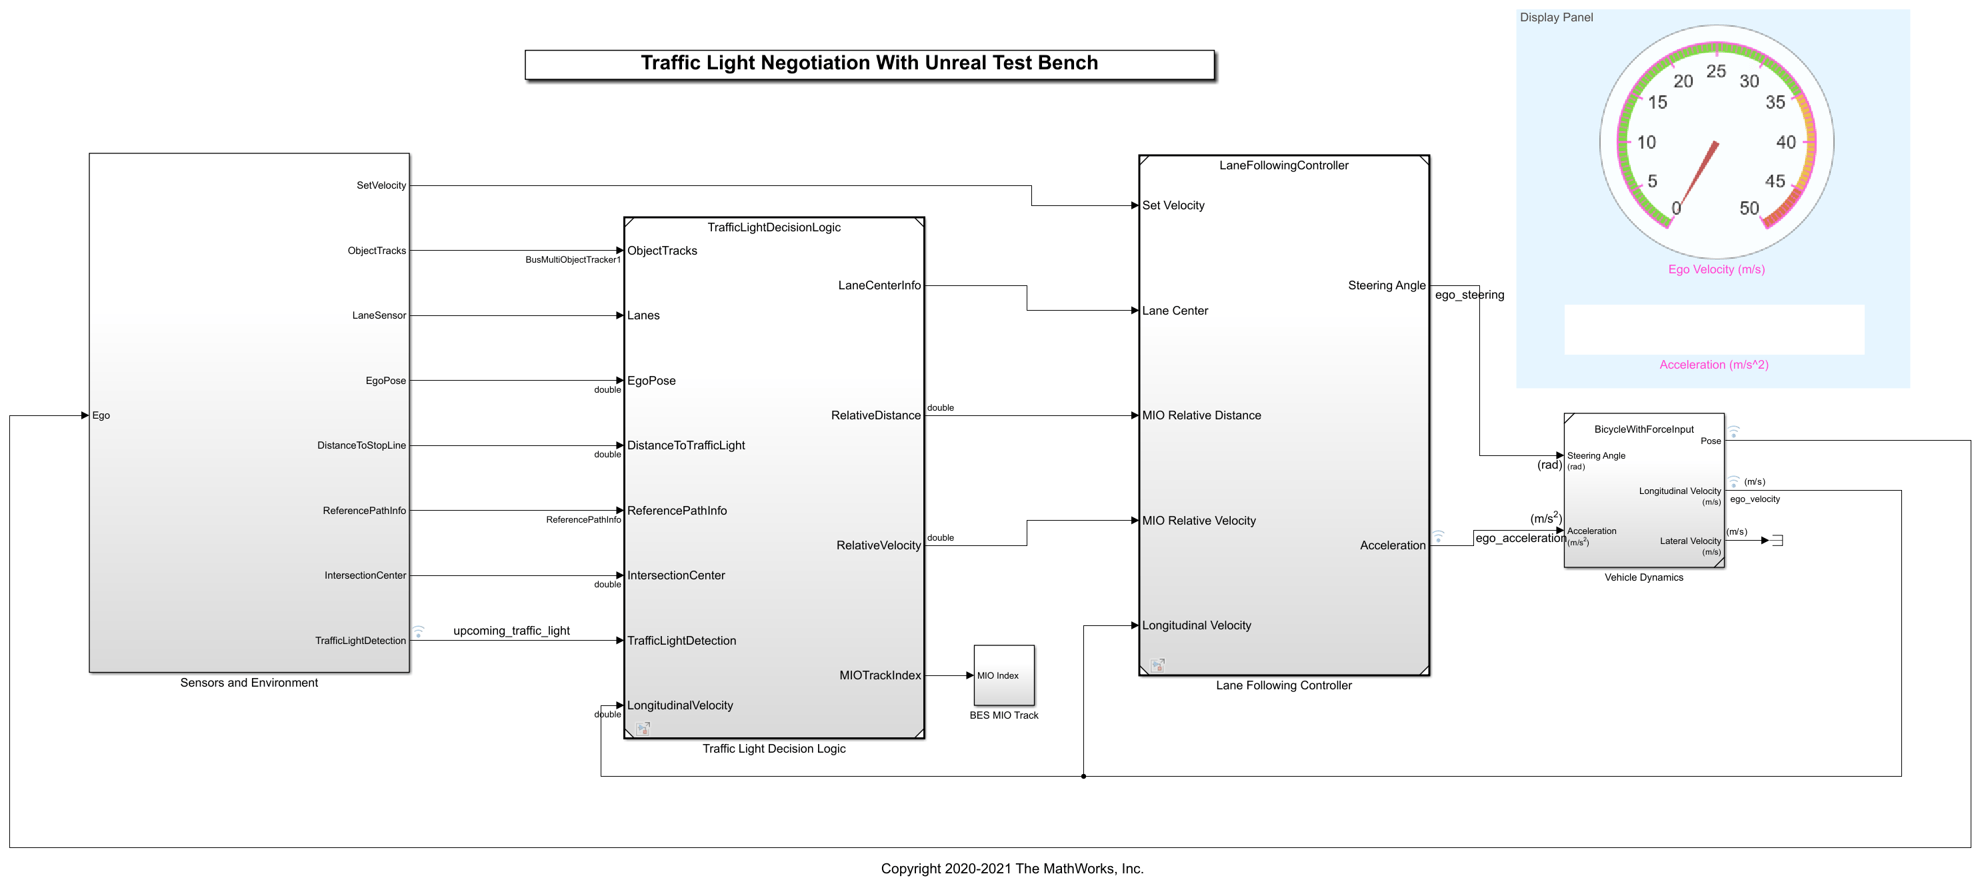 Traffic Light Negotiation With Unreal Test Bench
Display Panel
0
5
10
15
20
25
30
35
40
45
50
Ego Velocity (m/s)
Acceleration (m/s^2)
Ego
SetVelocity
ObjectTracks
LaneSensor
EgoPose
DistanceToStopLine
ReferencePathInfo
IntersectionCenter
TrafficLightDetection
Sensors and Environment
BusMultiObjectTracker1
double
double
ReferencePathInfo
double
upcoming_traffic_light
double
TrafficLightDecisionLogic
ObjectTracks
Lanes
EgoPose
DistanceToTrafficLight
ReferencePathInfo
IntersectionCenter
TrafficLightDetection
LongitudinalVelocity
LaneCenterInfo
RelativeDistance
RelativeVelocity
MIOTrackIndex
Traffic Light Decision Logic
double
double
MIO Index
BES MIO Track
LaneFollowingController
Set Velocity
Lane Center
MIO Relative Distance
MIO Relative Velocity
Longitudinal Velocity
Steering Angle
Acceleration
Lane Following Controller
ego_steering
(rad)
(m/s²)
ego_acceleration
BicycleWithForceInput
Steering Angle
(rad)
Acceleration
(m/s²)
Pose
Longitudinal Velocity
(m/s)
Lateral Velocity
(m/s)
Vehicle Dynamics
(m/s)
ego_velocity
(m/s)
Copyright 2020-2021 The MathWorks, Inc.